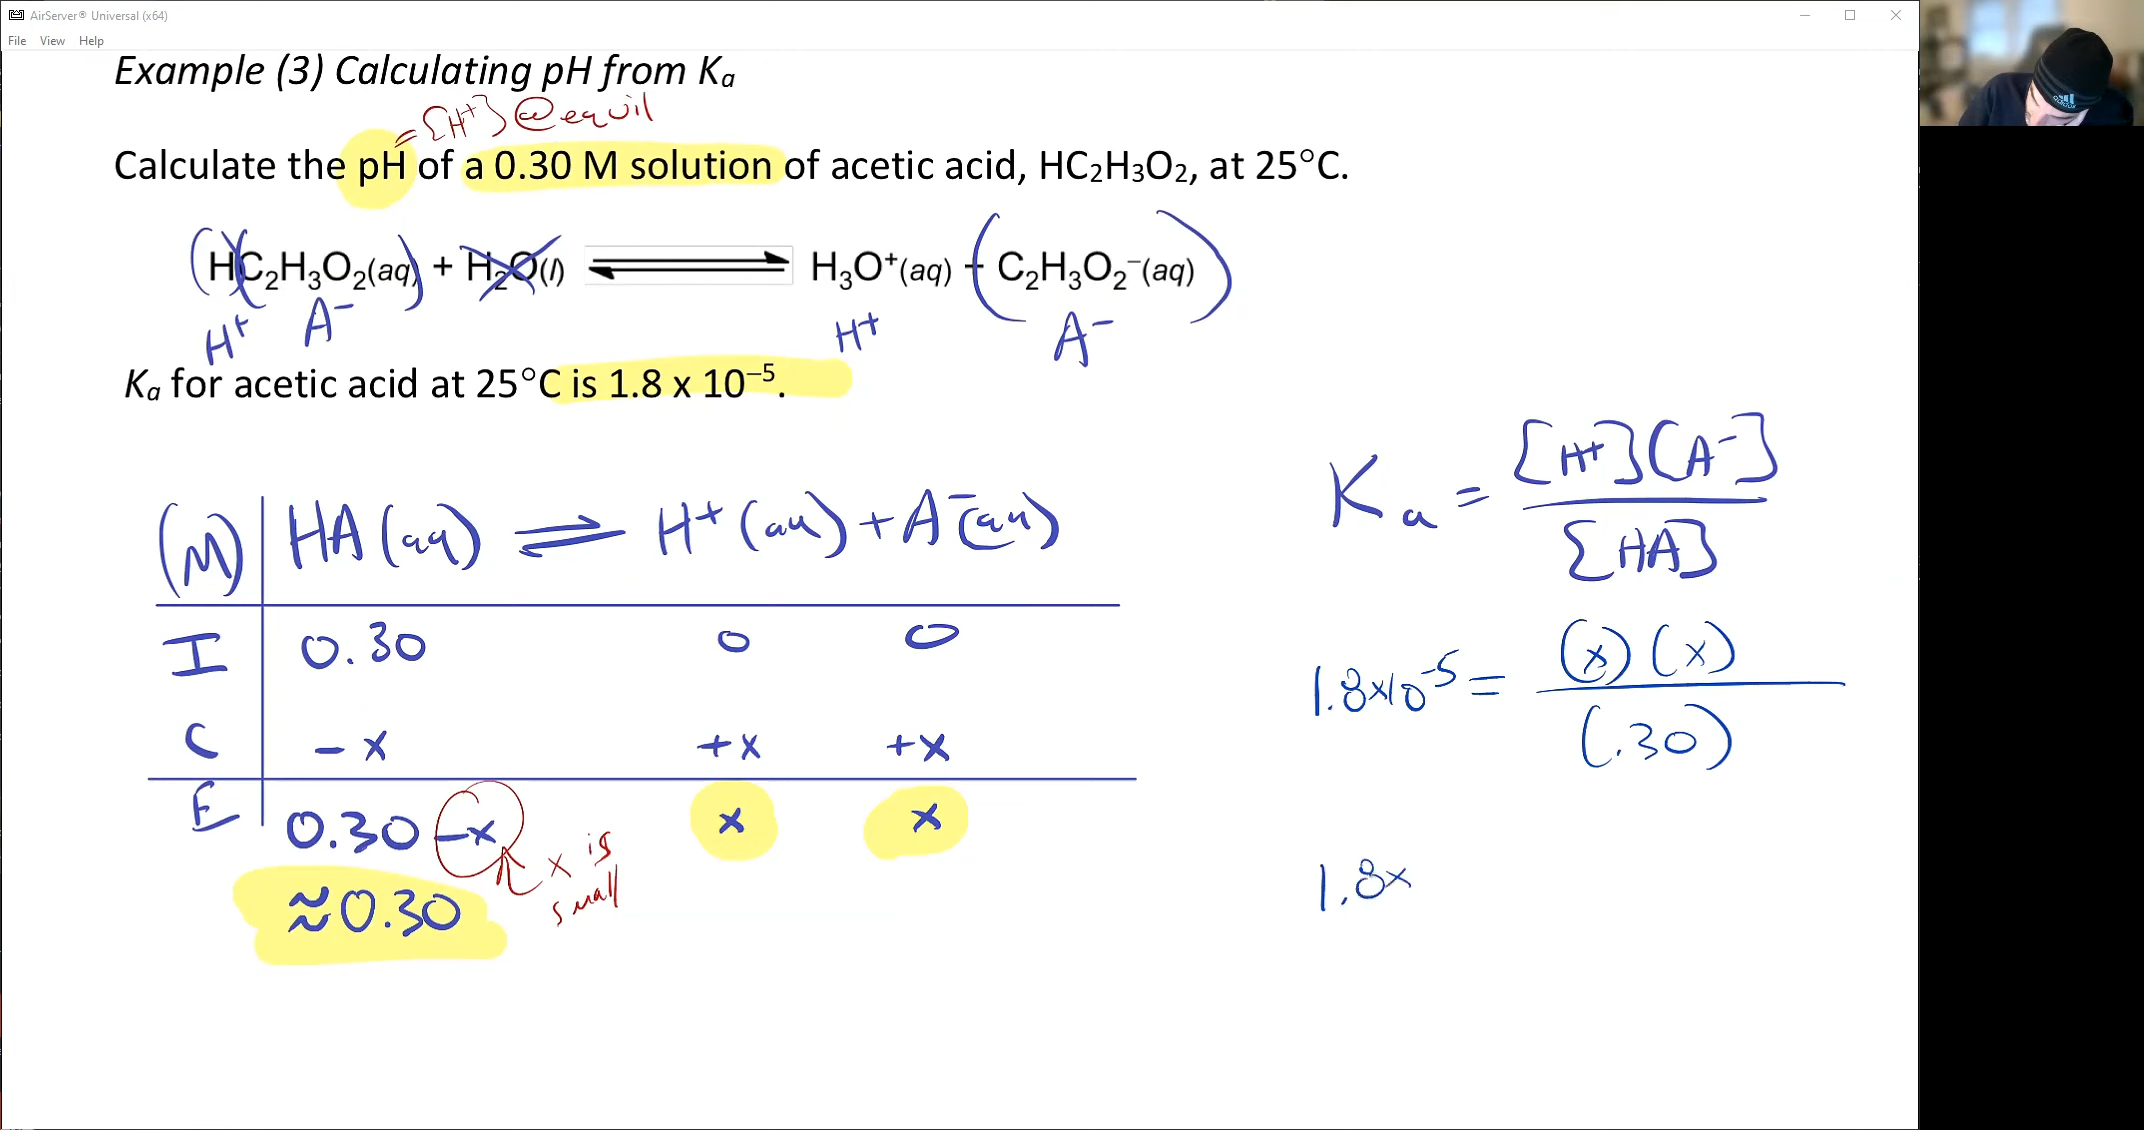 AirServer® Universal (x64)
File View Help
Example (3) Calculating pH from Ka
= [H+] @ equil
Calculate the pH of a 0.30 M solution of acetic acid, HC2H3O2, at 25°C.
HC2H3O2(aq) + H2O(l) ⇌ H3O+(aq) + C2H3O2−(aq)
H+ A− H+ A−
Ka for acetic acid at 25°C is 1.8 x 10−5.
Ka = [H+][A−] / [HA]
(M) HA(aq) ⇌ H+(aq) + A−(aq)
I 0.30 0 0
1.8x10-5 = (x)(x) / (.30)
C - x +x +x
E 0.30 - x x x
x is small
≈0.30
1.8x